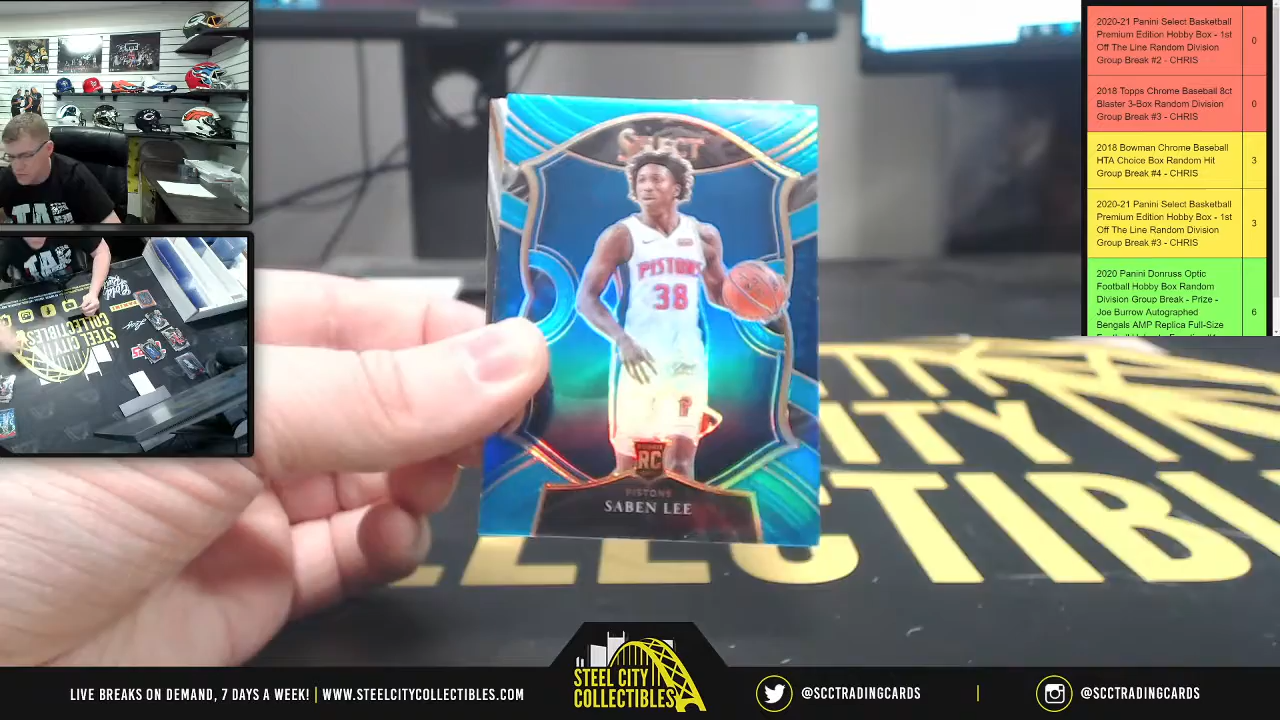 SELECT
PISTONS
38
RC
PISTONS
SABEN LEE
2020-21 Panini Select Basketball
Premium Edition Hobby Box - 1st
Off The Line Random Division
Group Break #2 - CHRIS
0
2018 Topps Chrome Baseball 8ct
Blaster 3-Box Random Division
Group Break #3 - CHRIS
0
2018 Bowman Chrome Baseball
HTA Choice Box Random Hit
Group Break #4 - CHRIS
3
2020-21 Panini Select Basketball
Premium Edition Hobby Box - 1st
Off The Line Random Division
Group Break #3 - CHRIS
3
2020 Panini Donruss Optic
Football Hobby Box Random
Division Group Break - Prize -
Joe Burrow Autographed
Bengals AMP Replica Full-Size
6
STEEL CITY
COLLECTIBLES
LIVE BREAKS ON DEMAND, 7 DAYS A WEEK! | WWW.STEELCITYCOLLECTIBLES.COM
STEEL CITY
COLLECTIBLES
@SCCTRADINGCARDS | @SCCTRADINGCARDS